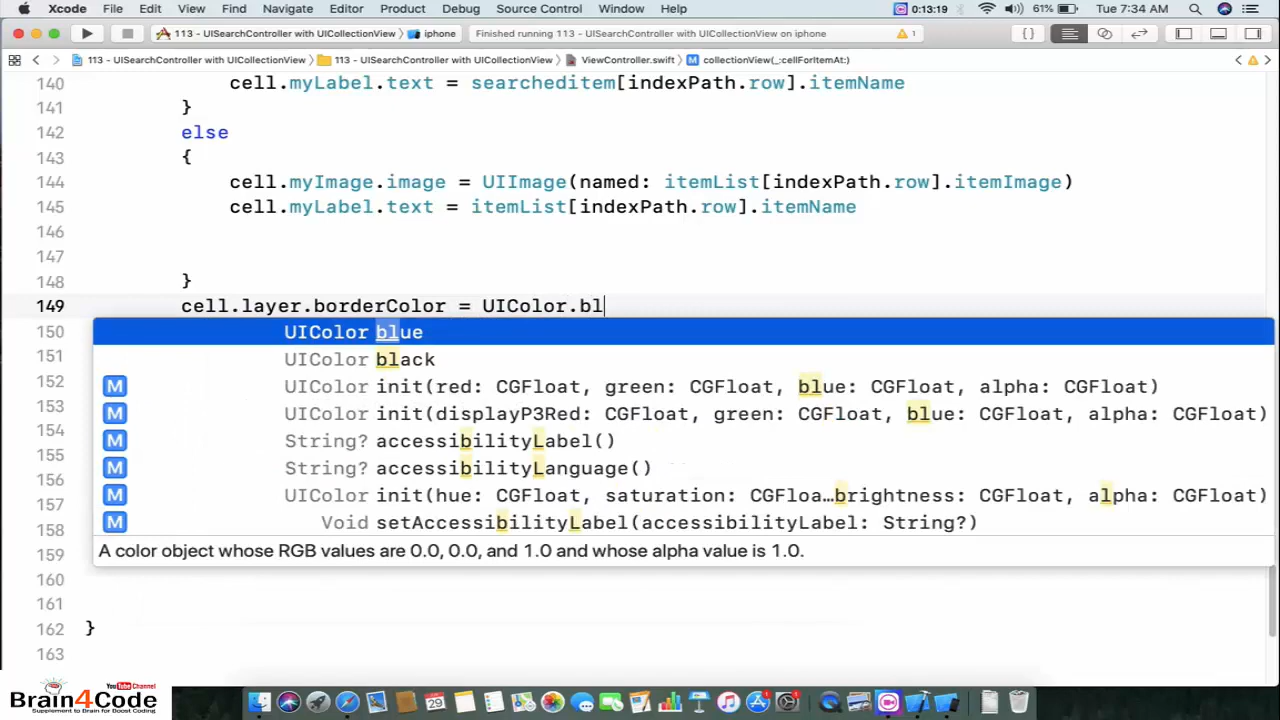 Xcode File Edit View Find Navigate Editor Product Debug Source Control Window Help 0:13:19 61% Tue 7:34 AM
113 - UISearchController with UICollectionView iphone Finished running 113 - UISearchController with UICollectionView on iphone 1
113 - UISearchController with UICollectionView 113 - UISearchController with UICollectionView ViewController.swift M collectionView(_:cellForItemAt:)
140 cell.myLabel.text = searcheditem[indexPath.row].itemName
141 }
142 else
143 {
144 cell.myImage.image = UIImage(named: itemList[indexPath.row].itemImage)
145 cell.myLabel.text = itemList[indexPath.row].itemName
146
147
148 }
149 cell.layer.borderColor = UIColor.bl
150 UIColor blue
151 UIColor black
152 M UIColor init(red: CGFloat, green: CGFloat, blue: CGFloat, alpha: CGFloat)
153 M UIColor init(displayP3Red: CGFloat, green: CGFloat, blue: CGFloat, alpha: CGFloat)
154 M String? accessibilityLabel()
155
156 M String? accessibilityLanguage()
157 M UIColor init(hue: CGFloat, saturation: CGFloa…brightness: CGFloat, alpha: CGFloat)
158 M Void setAccessibilityLabel(accessibilityLabel: String?)
159 A color object whose RGB values are 0.0, 0.0, and 1.0 and whose alpha value is 1.0.
160
161
162 }
163
YouTube Channel
Brain4Code
Supplement to Brain for Boost Coding